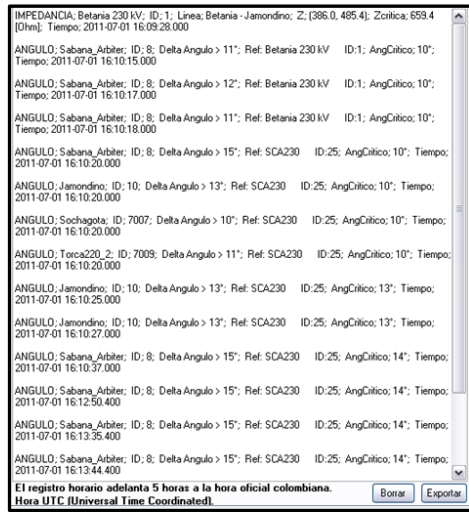 IMPEDANCIA; Betania 230 kV; ID; 1; Linea; Betania - Jamondino; Z; (386.0, 485.4); Zcritica; 659.4
[Ohm]; Tiempo; 2011-07-01 16:09:28.000
ANGULO; Sabana_Arbiter; ID; 8; Delta Angulo > 11°; Ref: Betania 230 kV ID:1; AngCritico; 10°;
Tiempo; 2011-07-01 16:10:15.000
ANGULO; Sabana_Arbiter; ID; 8; Delta Angulo > 12°; Ref: Betania 230 kV ID:1; AngCritico; 10°;
Tiempo; 2011-07-01 16:10:17.000
ANGULO; Sabana_Arbiter; ID; 8; Delta Angulo > 11°; Ref: Betania 230 kV ID:1; AngCritico; 10°;
Tiempo; 2011-07-01 16:10:18.000
ANGULO; Sabana_Arbiter; ID; 8; Delta Angulo > 15°; Ref: SCA230 ID:25; AngCritico; 10°; Tiempo;
2011-07-01 16:10:20.000
ANGULO; Jamondino; ID; 10; Delta Angulo > 13°; Ref: SCA230 ID:25; AngCritico; 10°; Tiempo;
2011-07-01 16:10:20.000
ANGULO; Sochagota; ID; 7007; Delta Angulo > 10°; Ref: SCA230 ID:25; AngCritico; 10°; Tiempo;
2011-07-01 16:10:20.000
ANGULO; Torca220_2; ID; 7009; Delta Angulo > 11°; Ref: SCA230 ID:25; AngCritico; 10°; Tiempo;
2011-07-01 16:10:20.000
ANGULO; Jamondino; ID; 10; Delta Angulo > 13°; Ref: SCA230 ID:25; AngCritico; 13°; Tiempo;
2011-07-01 16:10:25.000
ANGULO; Jamondino; ID; 10; Delta Angulo > 13°; Ref: SCA230 ID:25; AngCritico; 13°; Tiempo;
2011-07-01 16:10:27.000
ANGULO; Sabana_Arbiter; ID; 8; Delta Angulo > 15°; Ref: SCA230 ID:25; AngCritico; 14°; Tiempo;
2011-07-01 16:10:37.000
ANGULO; Sabana_Arbiter; ID; 8; Delta Angulo > 15°; Ref: SCA230 ID:25; AngCritico; 14°; Tiempo;
2011-07-01 16:12:50.400
ANGULO; Sabana_Arbiter; ID; 8; Delta Angulo > 15°; Ref: SCA230 ID:25; AngCritico; 14°; Tiempo;
2011-07-01 16:13:35.400
ANGULO; Sabana_Arbiter; ID; 8; Delta Angulo > 15°; Ref: SCA230 ID:25; AngCritico; 14°; Tiempo;
2011-07-01 16:13:44.400
El registro horario adelanta 5 horas a la hora oficial colombiana.
Hora UTC (Universal Time Coordinated).
Borrar Exportar